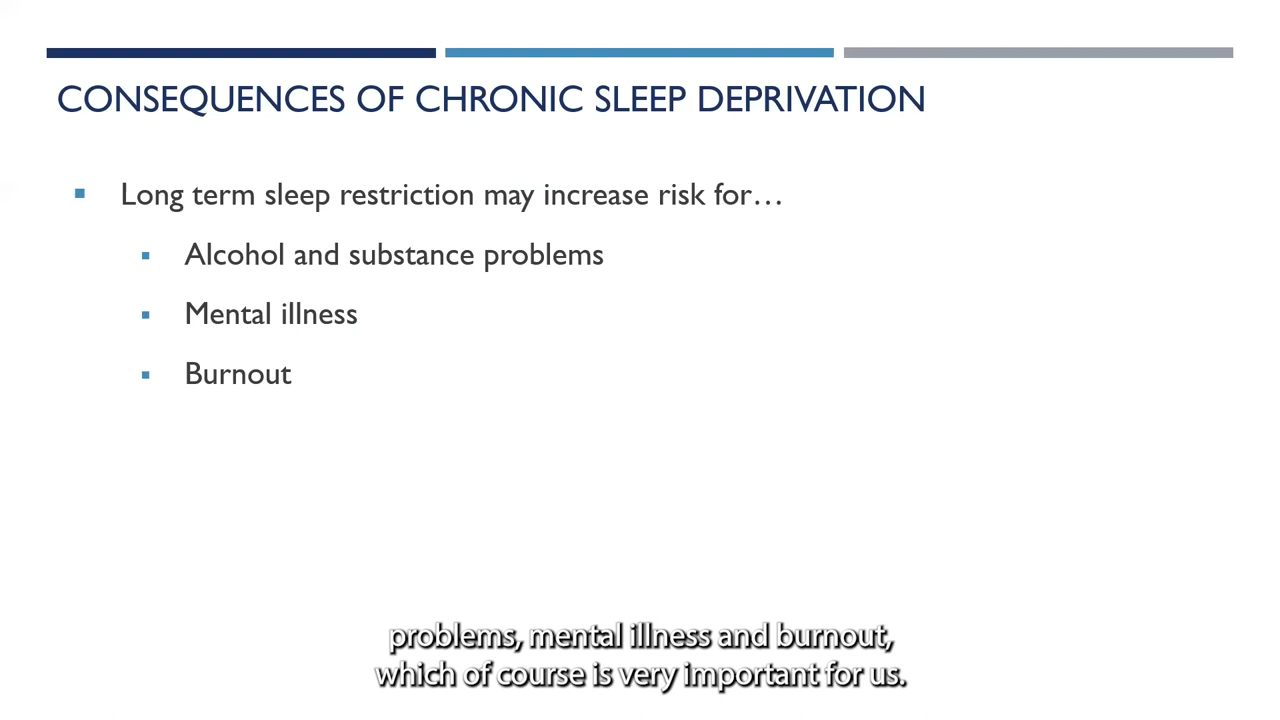 CONSEQUENCES OF CHRONIC SLEEP DEPRIVATION
Long term sleep restriction may increase risk for…
Alcohol and substance problems
Mental illness
Burnout
problems, mental illness and burnout,
which of course is very important for us.